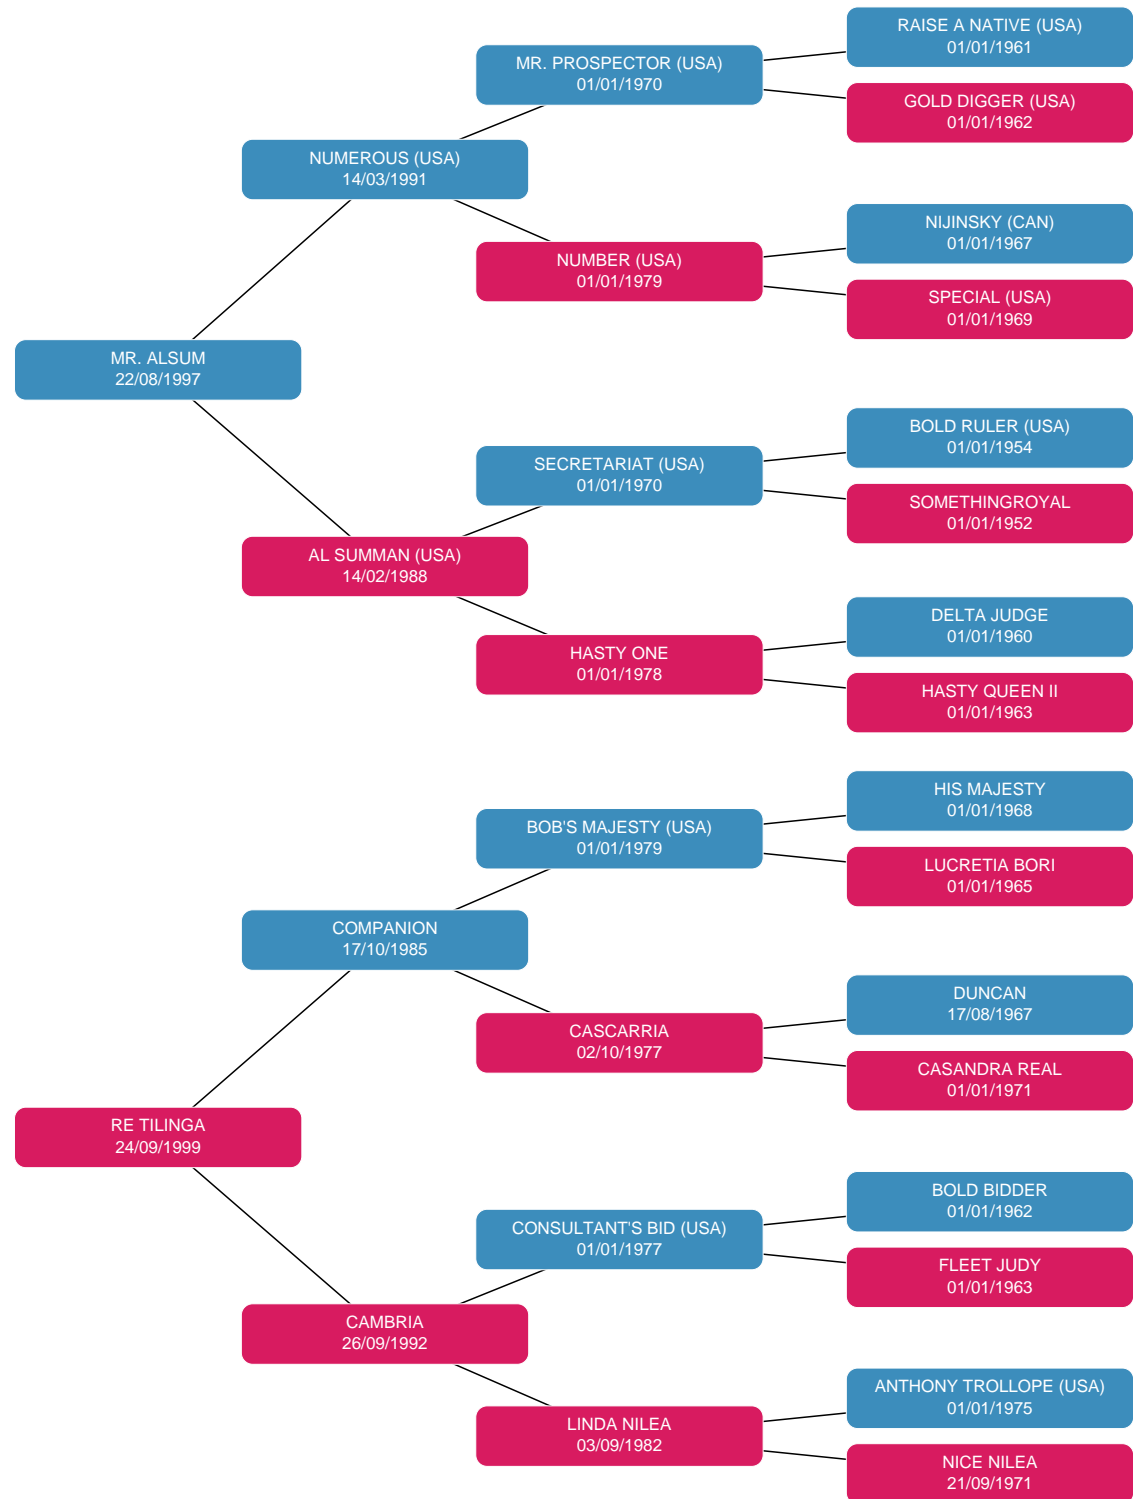 RAISE A NATIVE (USA)
01/01/1961
MR. PROSPECTOR (USA)
01/01/1970
GOLD DIGGER (USA)
01/01/1962
NUMEROUS (USA)
14/03/1991
NIJINSKY (CAN)
01/01/1967
NUMBER (USA)
01/01/1979
SPECIAL (USA)
01/01/1969
MR. ALSUM
22/08/1997
BOLD RULER (USA)
01/01/1954
SECRETARIAT (USA)
01/01/1970
SOMETHINGROYAL
01/01/1952
AL SUMMAN (USA)
14/02/1988
DELTA JUDGE
01/01/1960
HASTY ONE
01/01/1978
HASTY QUEEN II
01/01/1963
HIS MAJESTY
01/01/1968
BOB'S MAJESTY (USA)
01/01/1979
LUCRETIA BORI
01/01/1965
COMPANION
17/10/1985
DUNCAN
17/08/1967
CASCARRIA
02/10/1977
CASANDRA REAL
01/01/1971
RE TILINGA
24/09/1999
BOLD BIDDER
01/01/1962
CONSULTANT'S BID (USA)
01/01/1977
FLEET JUDY
01/01/1963
CAMBRIA
26/09/1992
ANTHONY TROLLOPE (USA)
01/01/1975
LINDA NILEA
03/09/1982
NICE NILEA
21/09/1971